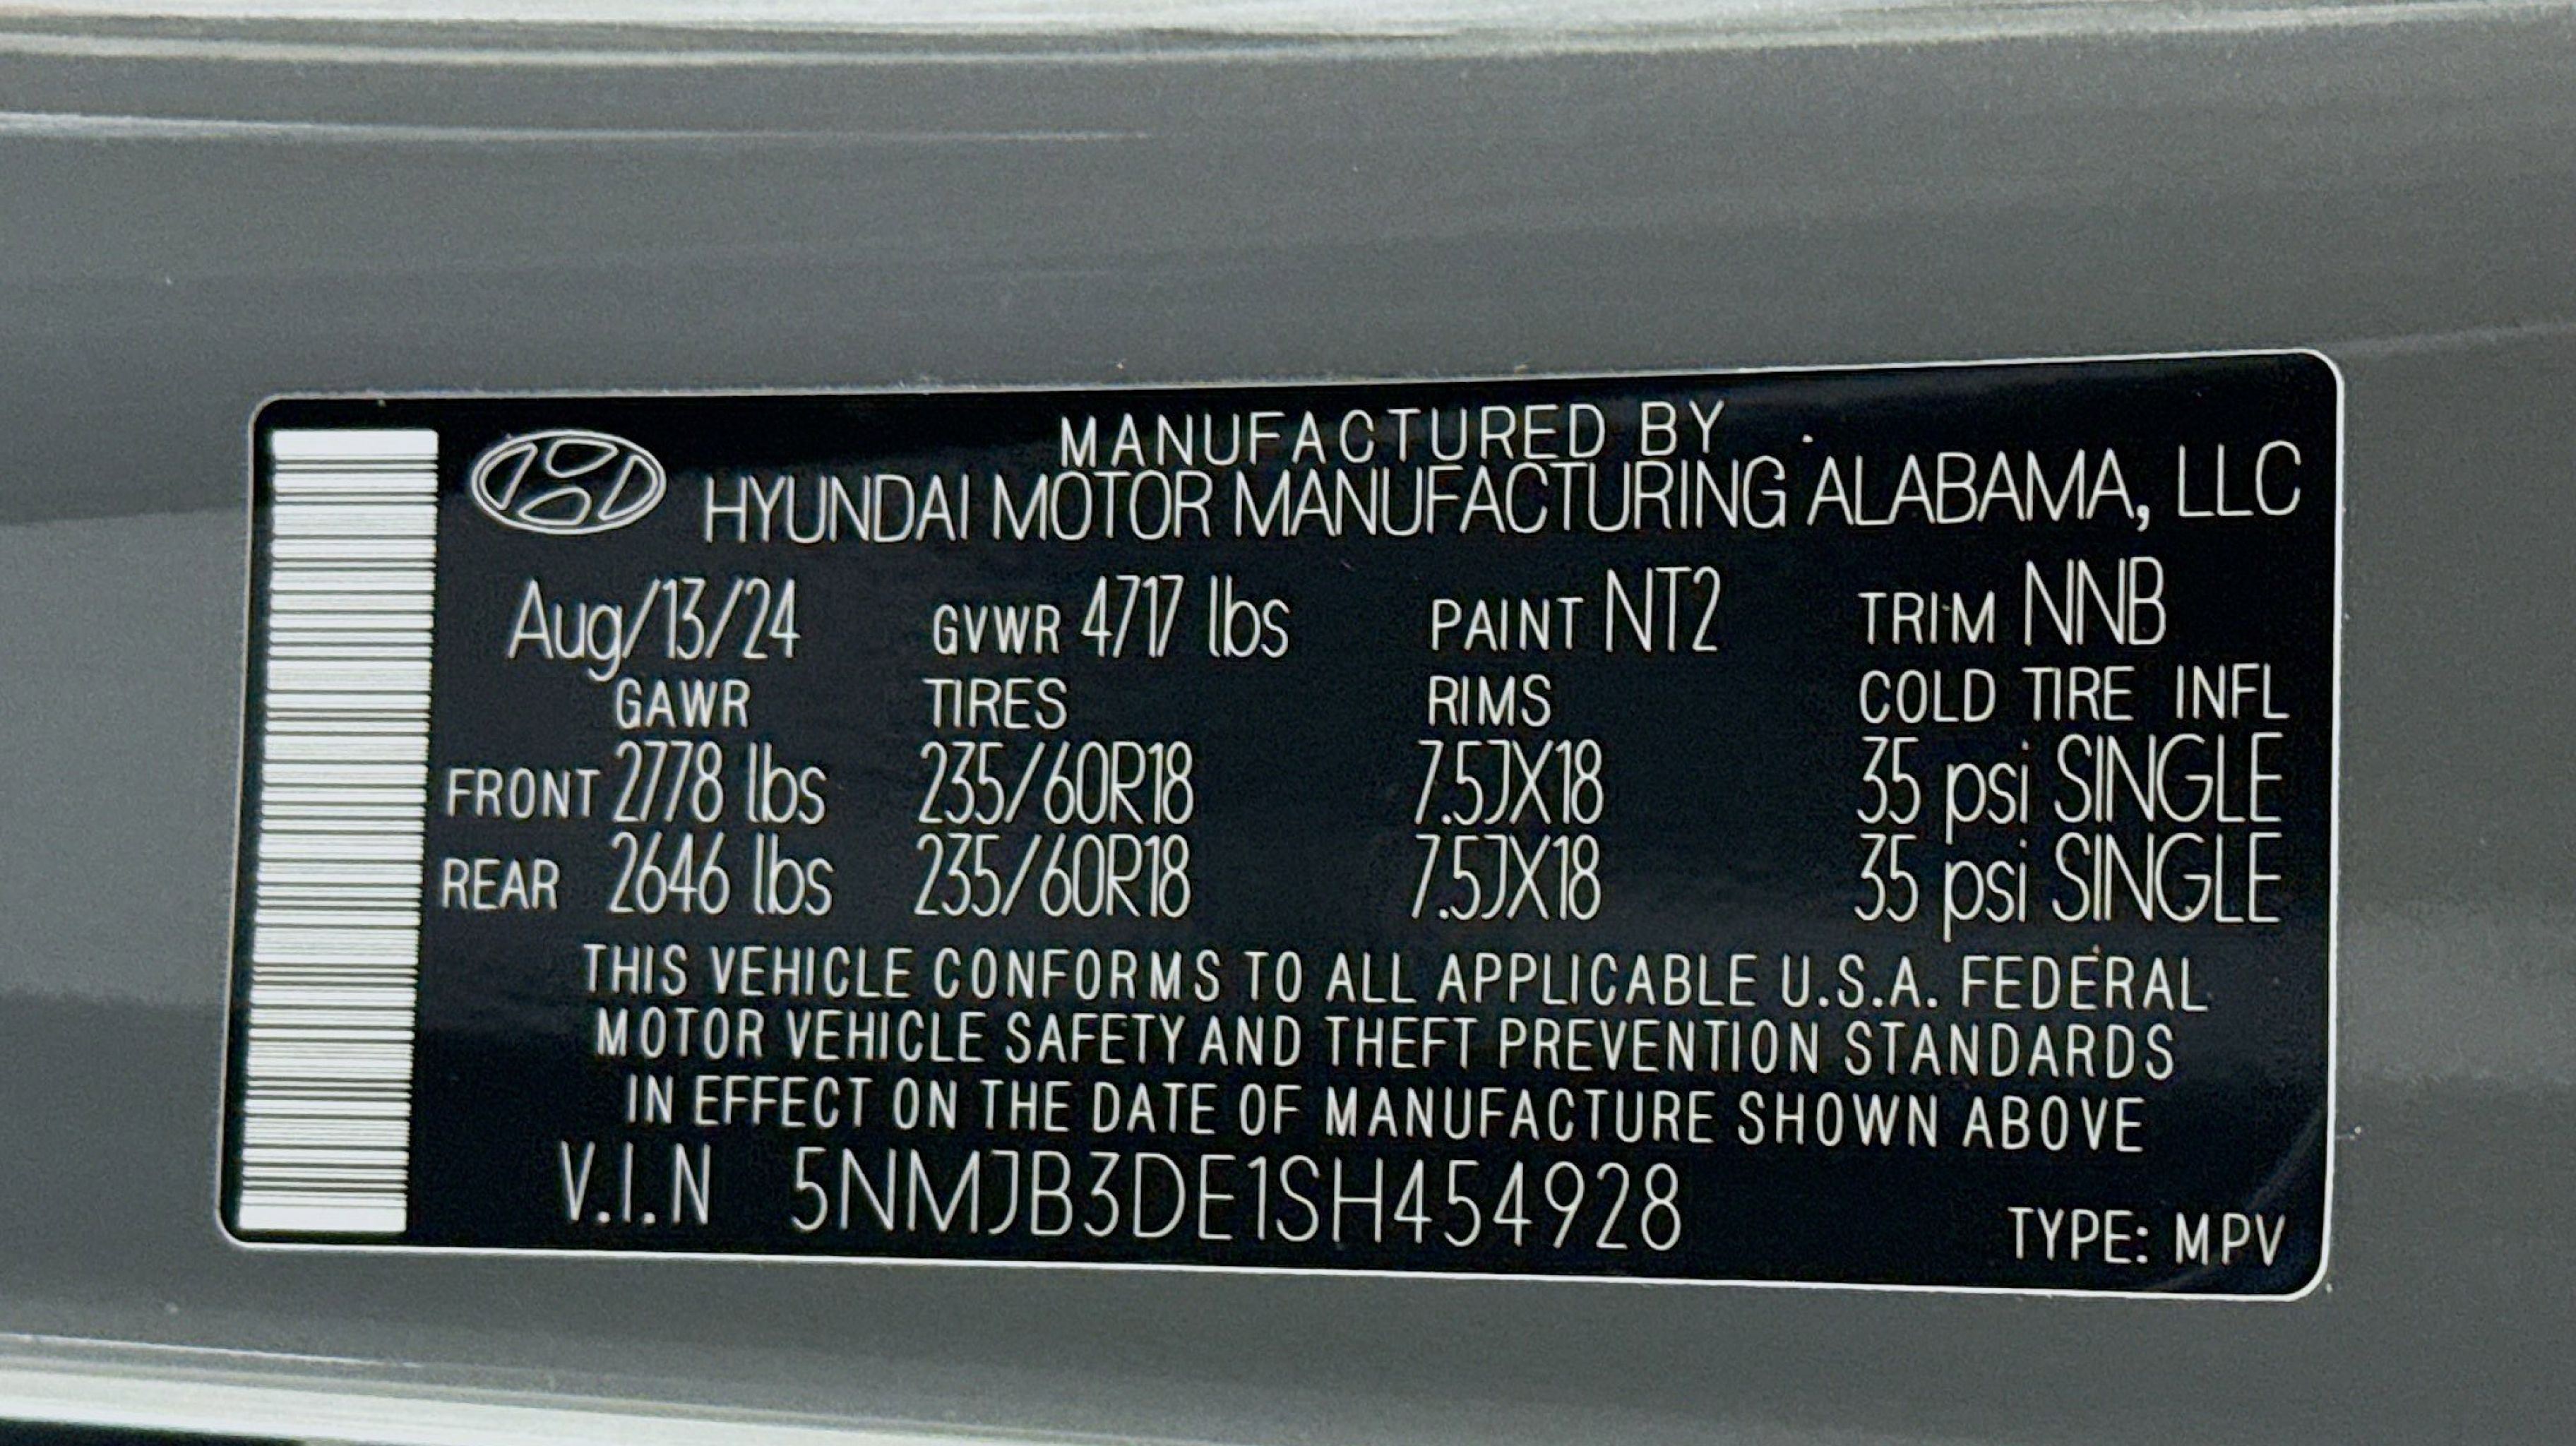 MANUFACTURED BY
HYUNDAI MOTOR MANUFACTURING ALABAMA, LLC
Aug/13/24 GVWR 4717 lbs PAINT NT2 TRIM NNB
GAWR TIRES RIMS COLD TIRE INFL
FRONT 2778 lbs 235/60R18 7.5JX18 35 psi SINGLE
REAR 2646 lbs 235/60R18 7.5JX18 35 psi SINGLE
THIS VEHICLE CONFORMS TO ALL APPLICABLE U.S.A. FEDERAL
MOTOR VEHICLE SAFETY AND THEFT PREVENTION STANDARDS
IN EFFECT ON THE DATE OF MANUFACTURE SHOWN ABOVE
V.I.N 5NMJB3DE1SH454928
TYPE: MPV